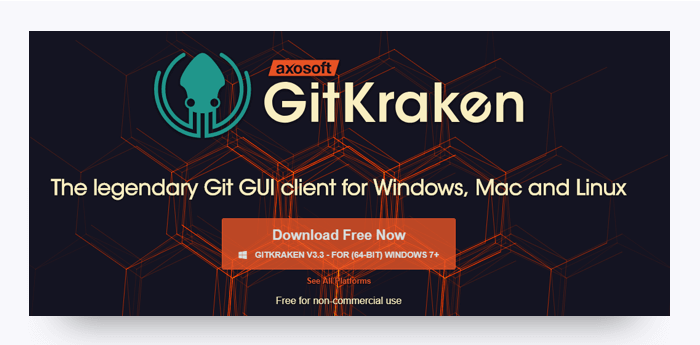 axosoft
GitKraken
The legendary Git GUI client for Windows, Mac and Linux
Download Free Now
GITKRAKEN V3.3 - FOR (64-BIT) WINDOWS 7+
See All Platforms
Free for non-commercial use